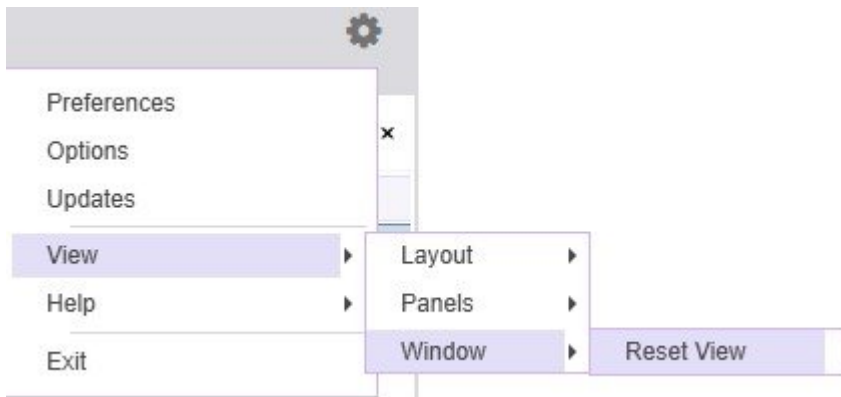 Preferences
Options
Updates
View
Help
Exit
Layout
Panels
Window
Reset View